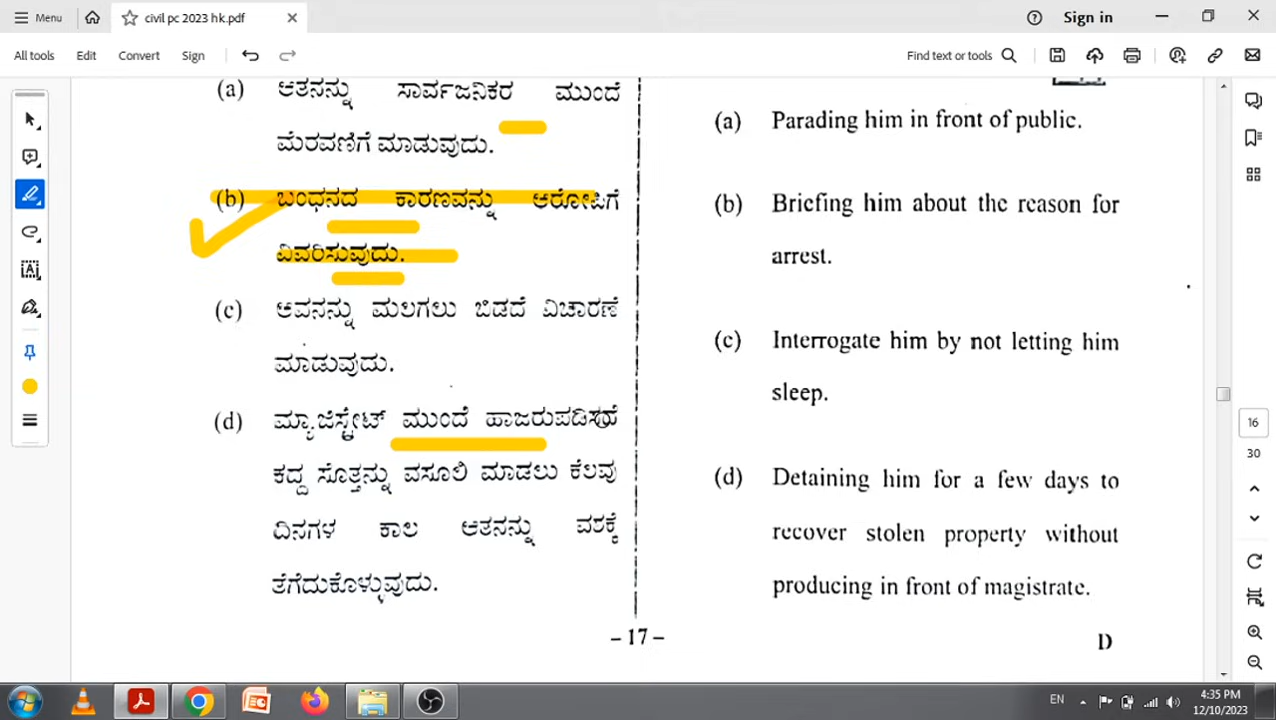 Menu
civil pc 2023 hk.pdf
Sign in
All tools
Edit
Convert
Sign
Find text or tools
(a) ಆತನನ್ನು ಸಾರ್ವಜನಿಕರ ಮುಂದೆ
ಮೆರವಣಿಗೆ ಮಾಡುವುದು.
(b) ಬಂಧನದ ಕಾರಣವನ್ನು ಆರೋಪಿಗೆ
ವಿವರಿಸುವುದು.
(c) ಅವನನ್ನು ಮಲಗಲು ಬಿಡದೆ ವಿಚಾರಣೆ
ಮಾಡುವುದು.
(d) ಮ್ಯಾಜಿಸ್ಟ್ರೇಟ್ ಮುಂದೆ ಹಾಜರುಪಡಿಸದೆ
ಕದ್ದ ಸೊತ್ತನ್ನು ವಸೂಲಿ ಮಾಡಲು ಕೆಲವು
ದಿನಗಳ ಕಾಲ ಆತನನ್ನು ವಶಕ್ಕೆ
ತೆಗೆದುಕೊಳ್ಳುವುದು.
(a) Parading him in front of public.
(b) Briefing him about the reason for
arrest.
(c) Interrogate him by not letting him
sleep.
(d) Detaining him for a few days to
recover stolen property without
producing in front of magistrate.
– 17 –
D
16
30
EN
4:35 PM
12/10/2023